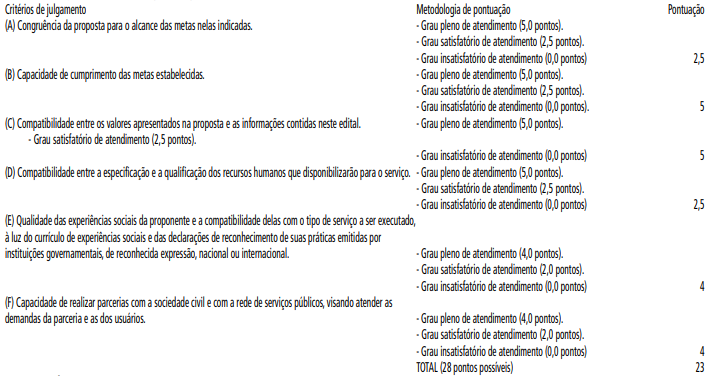 Critérios de julgamento Metodologia de pontuação Pontuação
(A) Congruência da proposta para o alcance das metas nelas indicadas. - Grau pleno de atendimento (5,0 pontos).
- Grau satisfatório de atendimento (2,5 pontos).
- Grau insatisfatório de atendimento (0,0 pontos) 2,5
(B) Capacidade de cumprimento das metas estabelecidas. - Grau pleno de atendimento (5,0 pontos).
- Grau satisfatório de atendimento (2,5 pontos).
- Grau insatisfatório de atendimento (0,0 pontos). 5
(C) Compatibilidade entre os valores apresentados na proposta e as informações contidas neste edital. - Grau pleno de atendimento (5,0 pontos).
- Grau satisfatório de atendimento (2,5 pontos).
- Grau insatisfatório de atendimento (0,0 pontos) 5
(D) Compatibilidade entre a especificação e a qualificação dos recursos humanos que disponibilizarão para o serviço. - Grau pleno de atendimento (5,0 pontos).
- Grau satisfatório de atendimento (2,5 pontos).
- Grau insatisfatório de atendimento (0,0 pontos) 2,5
(E) Qualidade das experiências sociais da proponente e a compatibilidade delas com o tipo de serviço a ser executado,
à luz do currículo de experiências sociais e das declarações de reconhecimento de suas práticas emitidas por
instituições governamentais, de reconhecida expressão, nacional ou internacional. - Grau pleno de atendimento (4,0 pontos).
- Grau satisfatório de atendimento (2,0 pontos).
- Grau insatisfatório de atendimento (0,0 pontos) 4
(F) Capacidade de realizar parcerias com a sociedade civil e com a rede de serviços públicos, visando atender as
demandas da parceria e as dos usuários. - Grau pleno de atendimento (4,0 pontos).
- Grau satisfatório de atendimento (2,0 pontos).
- Grau insatisfatório de atendimento (0,0 pontos) 4
TOTAL (28 pontos possíveis) 23